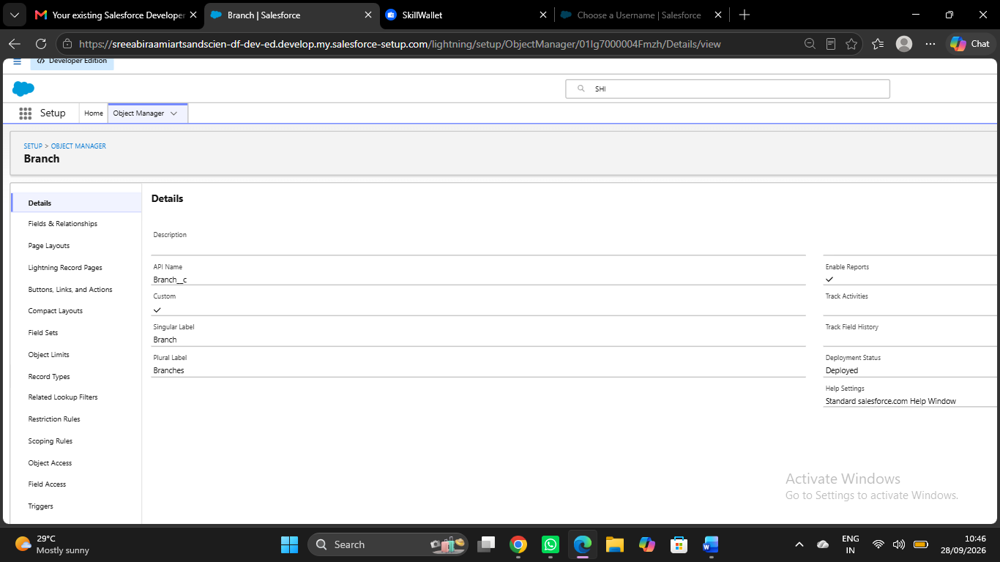 Your existing Salesforce Developer
Branch | Salesforce
SkillWallet
Choose a Username | Salesforce
https://sreeabiraamiartsandscien-df-dev-ed.develop.my.salesforce-setup.com/lightning/setup/ObjectManager/01Ig7000004Fmzh/Details/view
Chat
Developer Edition
SHI
Setup
Home
Object Manager
SETUP > OBJECT MANAGER
Branch
Details
Fields & Relationships
Page Layouts
Lightning Record Pages
Buttons, Links, and Actions
Compact Layouts
Field Sets
Object Limits
Record Types
Related Lookup Filters
Restriction Rules
Scoping Rules
Object Access
Field Access
Triggers
Details
Description
API Name
Branch__c
Custom
Singular Label
Branch
Plural Label
Branches
Enable Reports
Track Activities
Track Field History
Deployment Status
Deployed
Help Settings
Standard salesforce.com Help Window
Activate Windows
Go to Settings to activate Windows.
29°C
Mostly sunny
Search
ENG
IN
10:46
28/09/2026